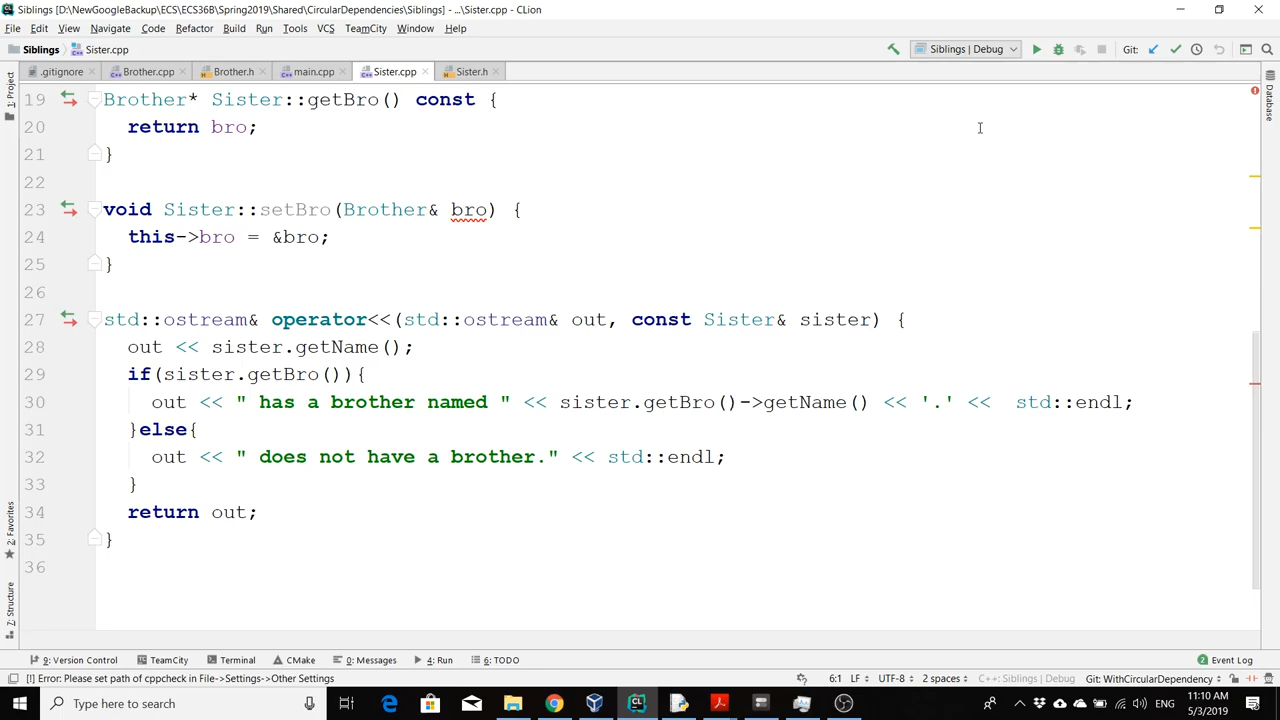 Siblings [D:\NewGoogleBackup\ECS\ECS36B\Spring2019\Shared\CircularDependencies\Siblings] - ...\Sister.cpp - CLion
File Edit View Navigate Code Refactor Build Run Tools TeamCity VCS Window Help
Siblings Sister.cpp Siblings | Debug Git:
.gitignore Brother.cpp Brother.h main.cpp Sister.cpp Sister.h
1: Project
Database
19 Brother* Sister::getBro() const {
20 return bro;
21 }
22
23 void Sister::setBro(Brother& bro) {
24 this->bro = &bro;
25 }
26
27 std::ostream& operator<<(std::ostream& out, const Sister& sister) {
28 out << sister.getName();
29 if(sister.getBro()){
30 out << " has a brother named " << sister.getBro()->getName() << '.' <<  std::endl;
31 }else{
32 out << " does not have a brother." << std::endl;
33 }
34 return out;
35 }
36
2: Favorites
Z: Structure
9: Version Control TeamCity Terminal CMake 0: Messages 4: Run 6: TODO 2 Event Log
[!] Error: Please set path of cppcheck in File->Settings->Other Settings 6:1 LF UTF-8 2 spaces C++: Siblings | Debug Git: WithCircularDependency
Type here to search ENG 11:10 AM
5/3/2019